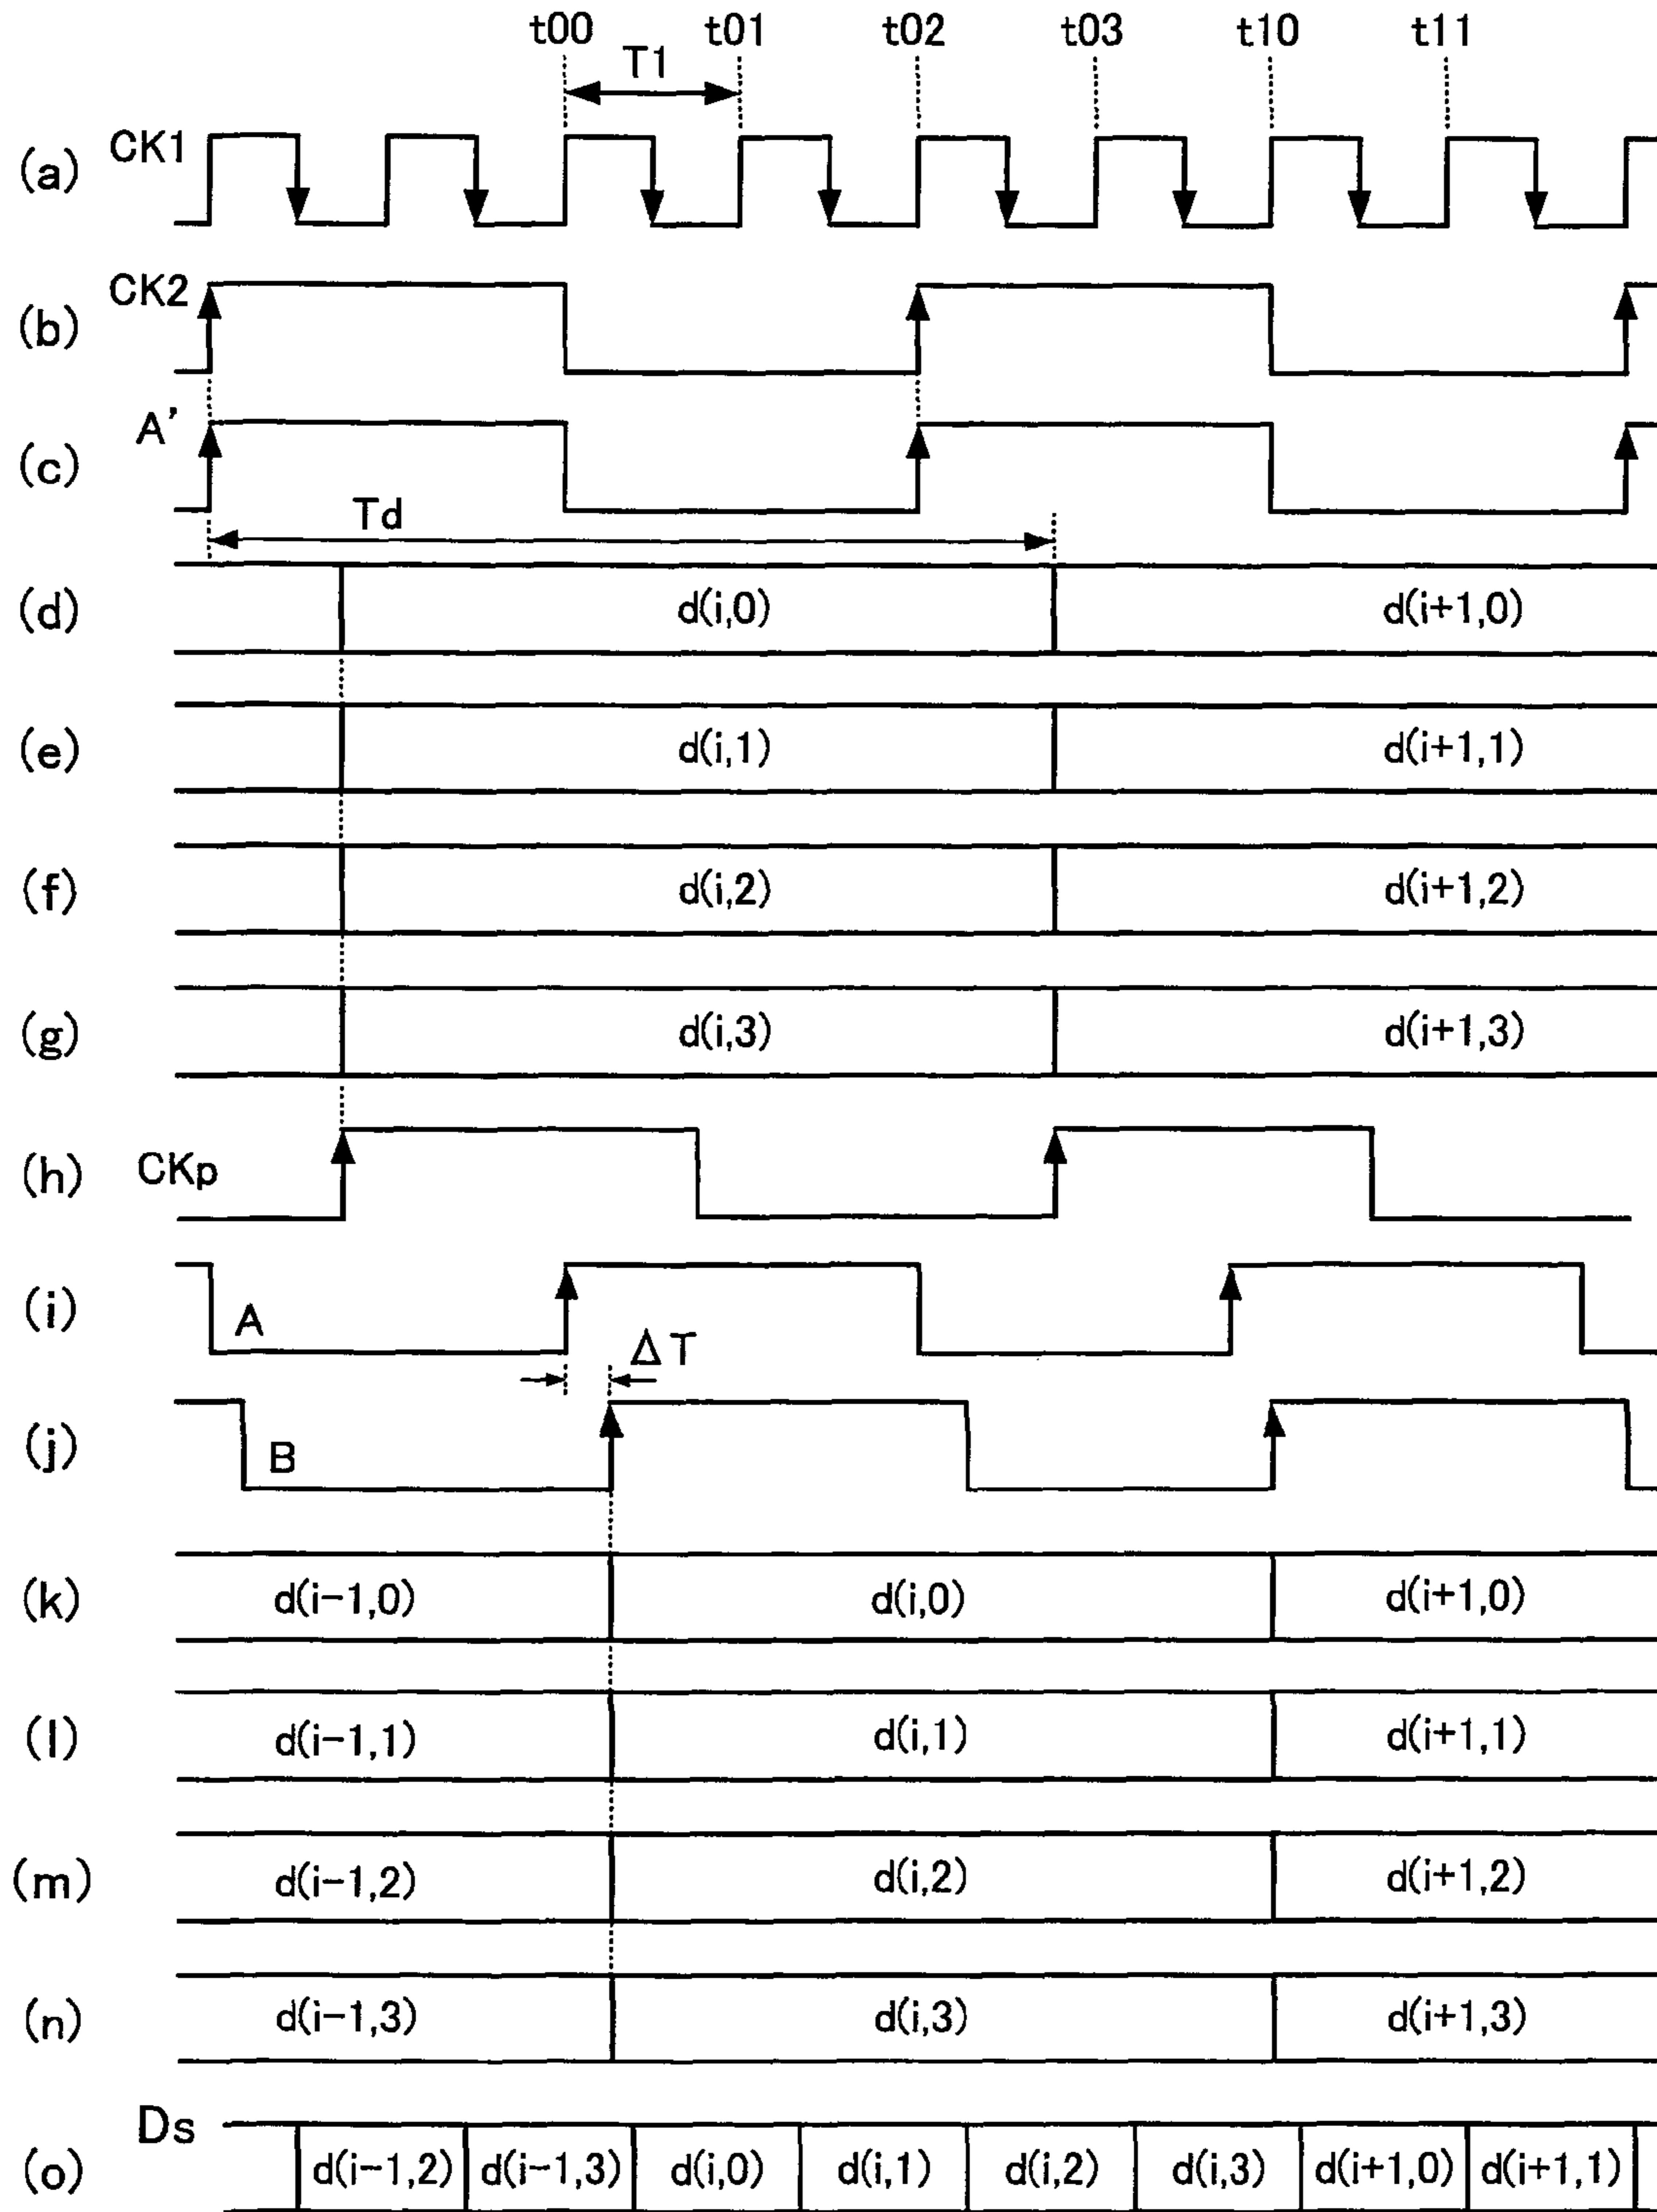 t00 t01 t02 t03 t10 t11
T1
(a) CK1
(b) CK2
(c) A'
Td
(d) d(i,0) d(i+1,0)
(e) d(i,1) d(i+1,1)
(f) d(i,2) d(i+1,2)
(g) d(i,3) d(i+1,3)
(h) CKp
(i) A
ΔT
(j) B
(k) d(i-1,0) d(i,0) d(i+1,0)
(l) d(i-1,1) d(i,1) d(i+1,1)
(m) d(i-1,2) d(i,2) d(i+1,2)
(n) d(i-1,3) d(i,3) d(i+1,3)
Ds
(o) d(i-1,2) d(i-1,3) d(i,0) d(i,1) d(i,2) d(i,3) d(i+1,0) d(i+1,1)